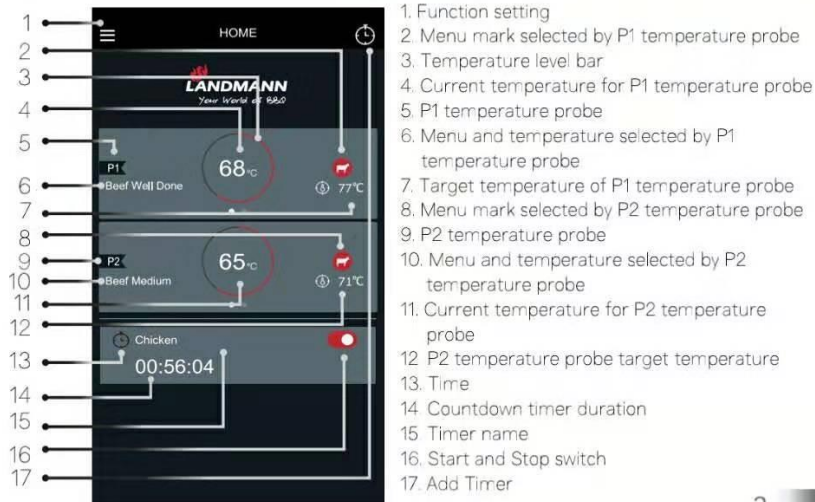 1
2
3
4
5
6
7
8
9
10
11
12
13
14
15
16
17
HOME
LANDMANN
Your World of BBQ
P1
68°C
77°C
Beef Well Done
P2
65°C
71°C
Beef Medium
Chicken
00:56:04
1. Function setting
2. Menu mark selected by P1 temperature probe
3. Temperature level bar
4. Current temperature for P1 temperature probe
5. P1 temperature probe
6. Menu and temperature selected by P1
temperature probe
7. Target temperature of P1 temperature probe
8. Menu mark selected by P2 temperature probe
9. P2 temperature probe
10. Menu and temperature selected by P2
temperature probe
11. Current temperature for P2 temperature
probe
12 P2 temperature probe target temperature
13. Time
14 Countdown timer duration
15 Timer name
16. Start and Stop switch
17. Add Timer